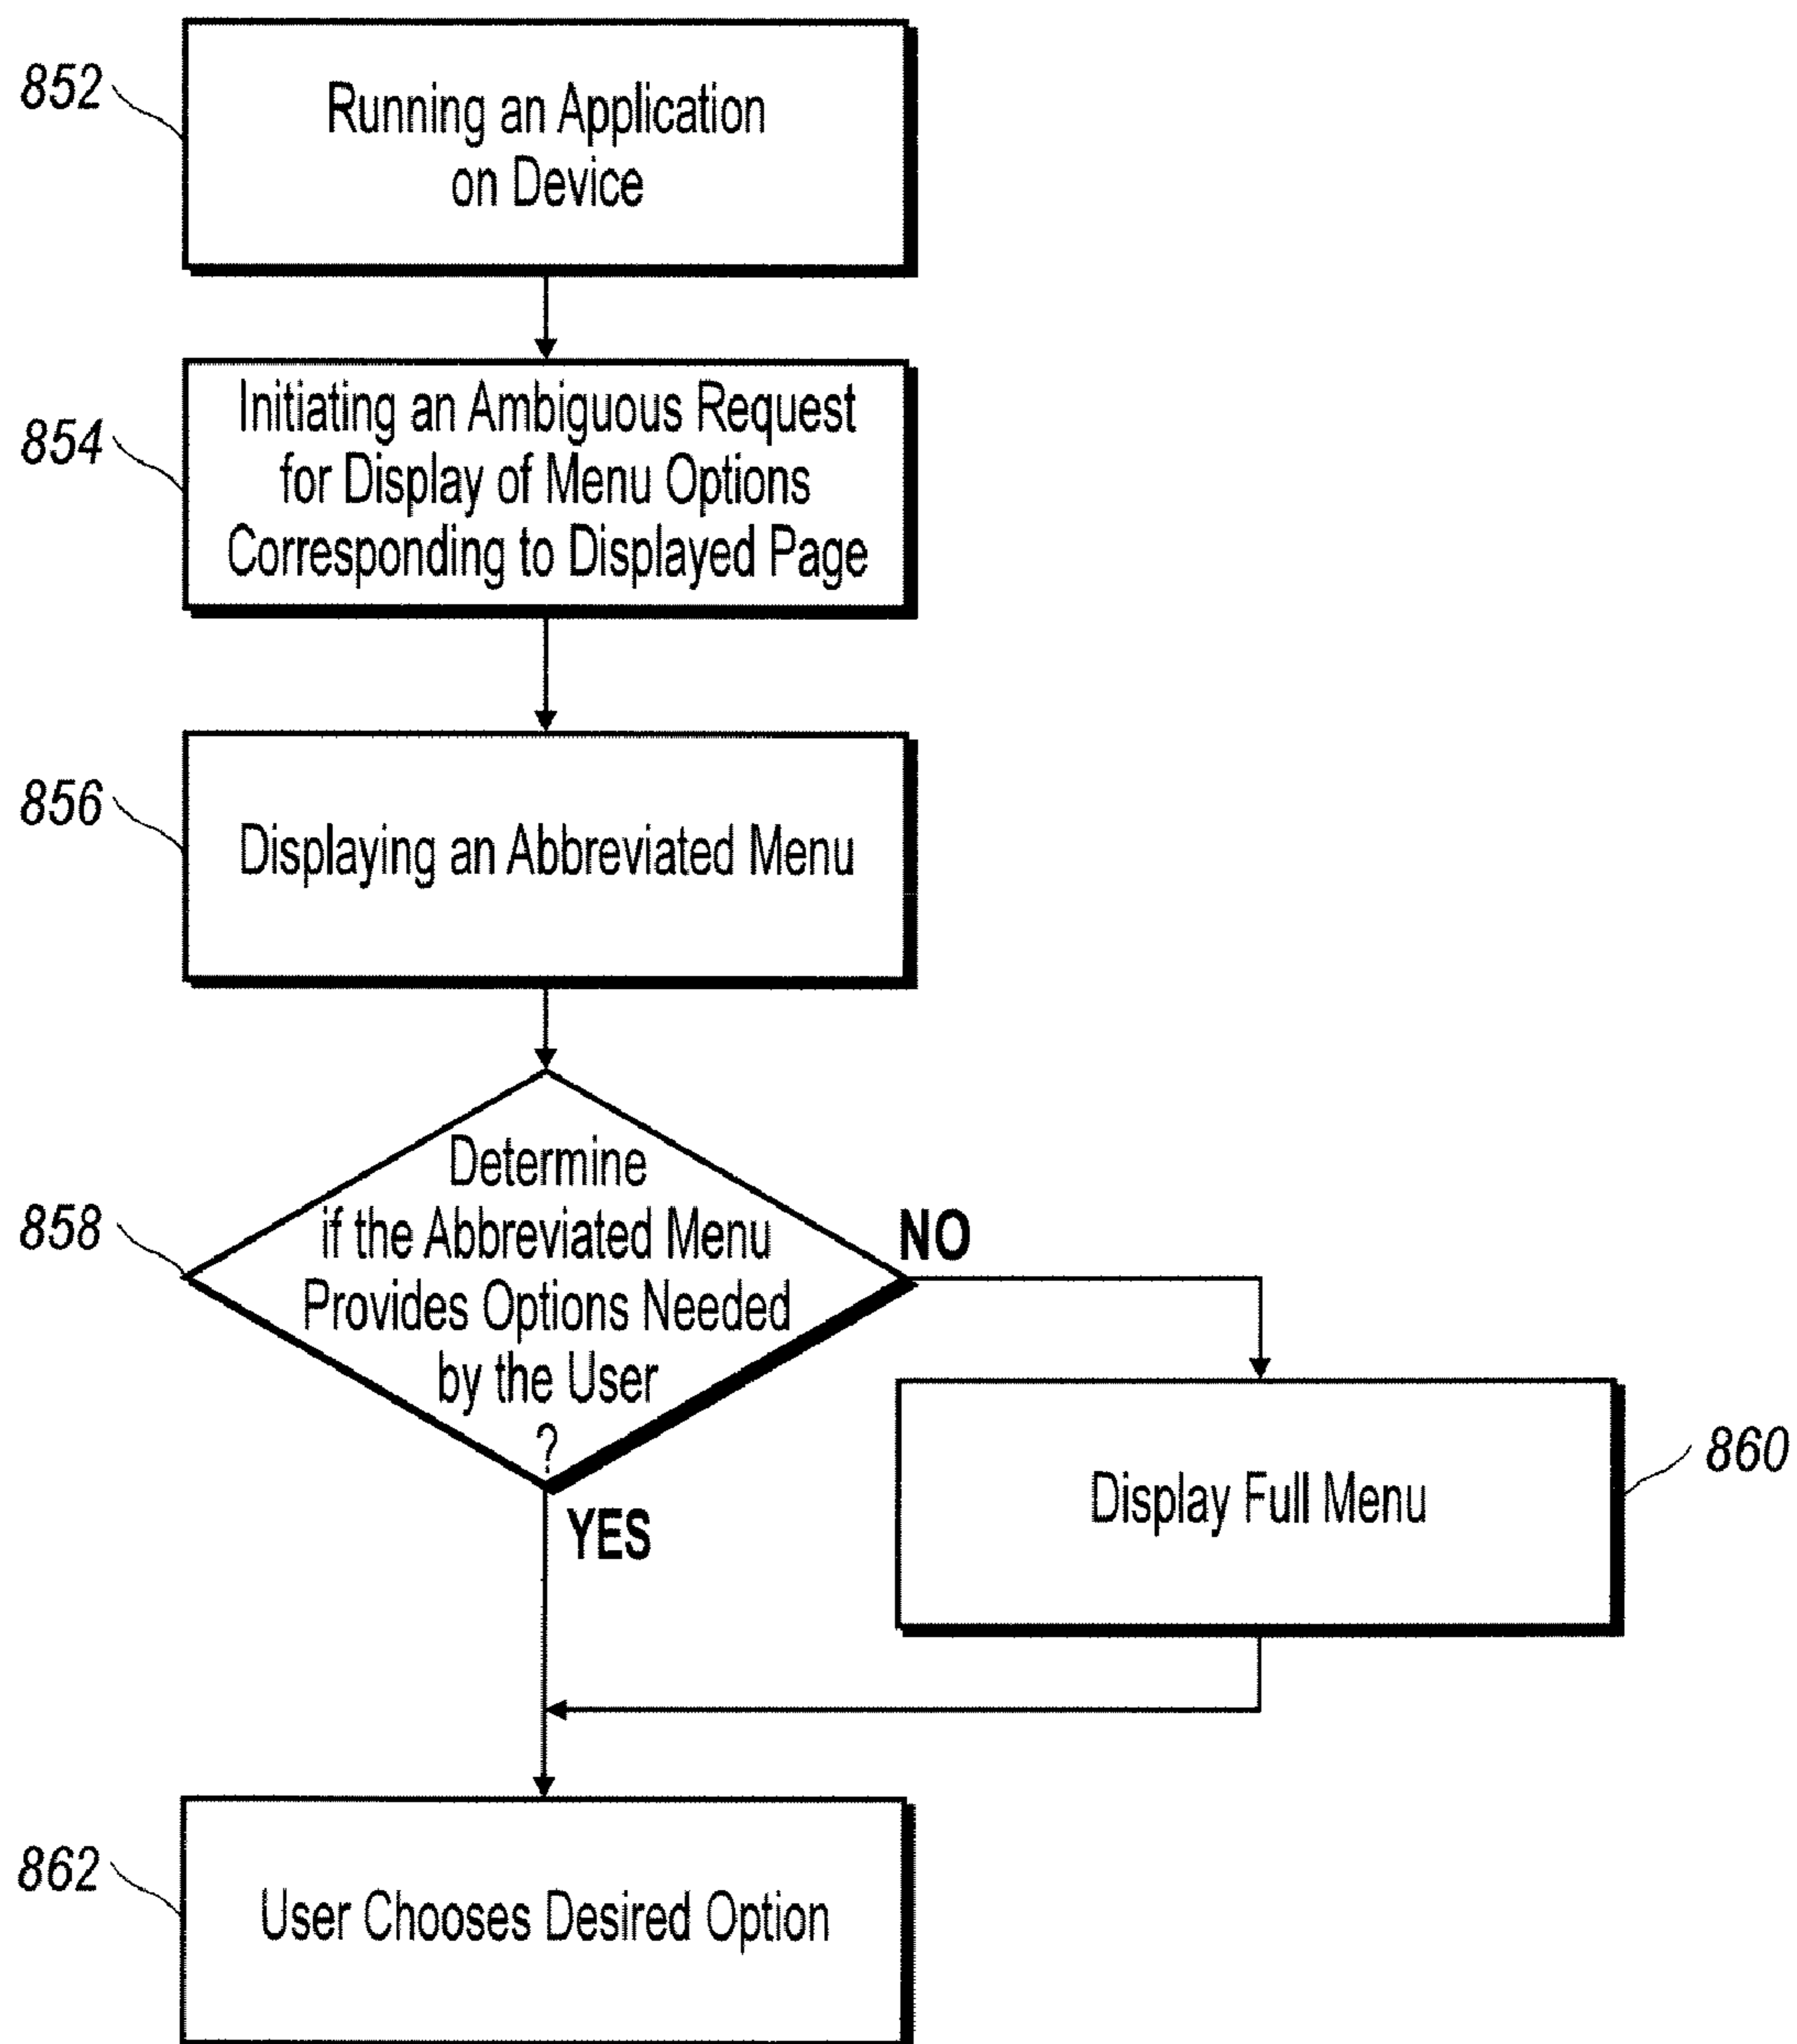 852
Running an Application
on Device
854
Initiating an Ambiguous Request
for Display of Menu Options
Corresponding to Displayed Page
856
Displaying an Abbreviated Menu
858
Determine
if the Abbreviated Menu
Provides Options Needed
by the User
?
NO
YES
860
Display Full Menu
862
User Chooses Desired Option